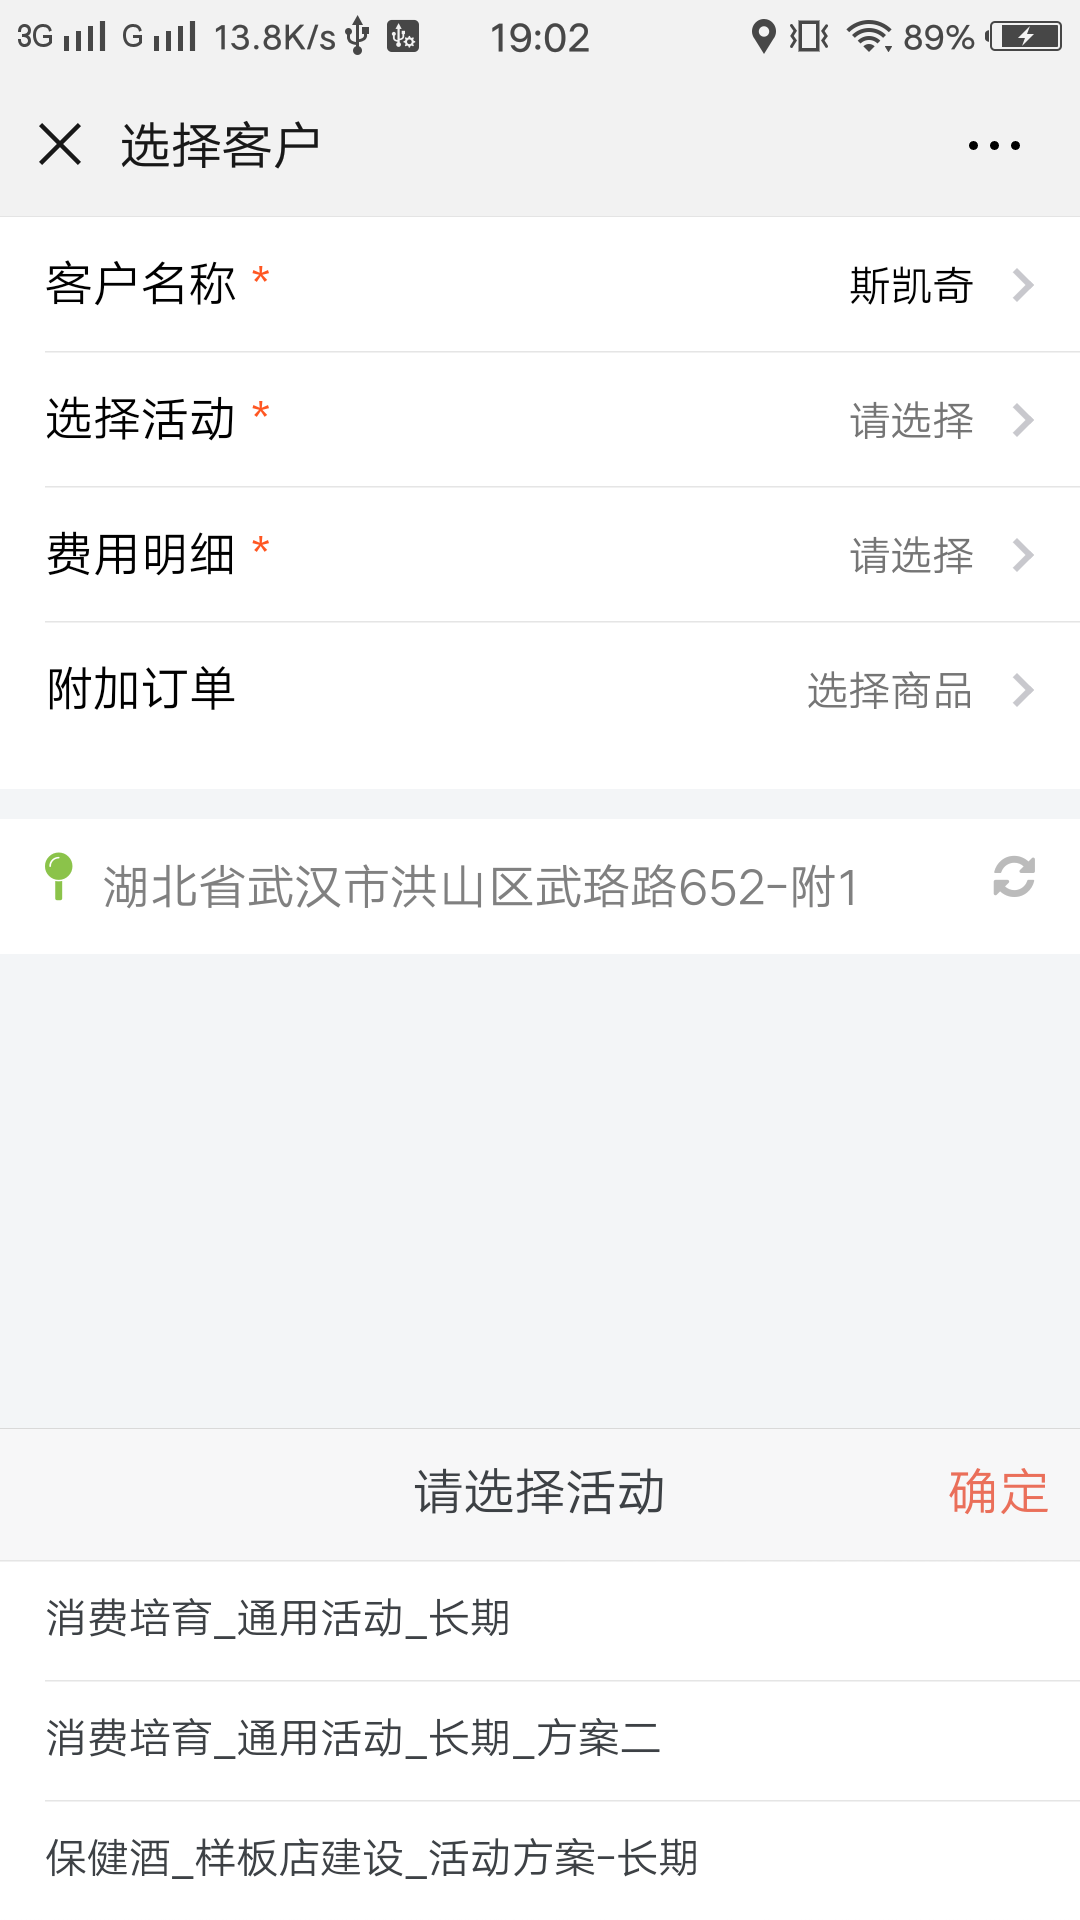 3G G 13.8K/s 19:02 89%
选择客户
客户名称 * 斯凯奇
选择活动 * 请选择
费用明细 * 请选择
附加订单 选择商品
湖北省武汉市洪山区武珞路652-附1
请选择活动 确定
消费培育_通用活动_长期
消费培育_通用活动_长期_方案二
保健酒_样板店建设_活动方案-长期